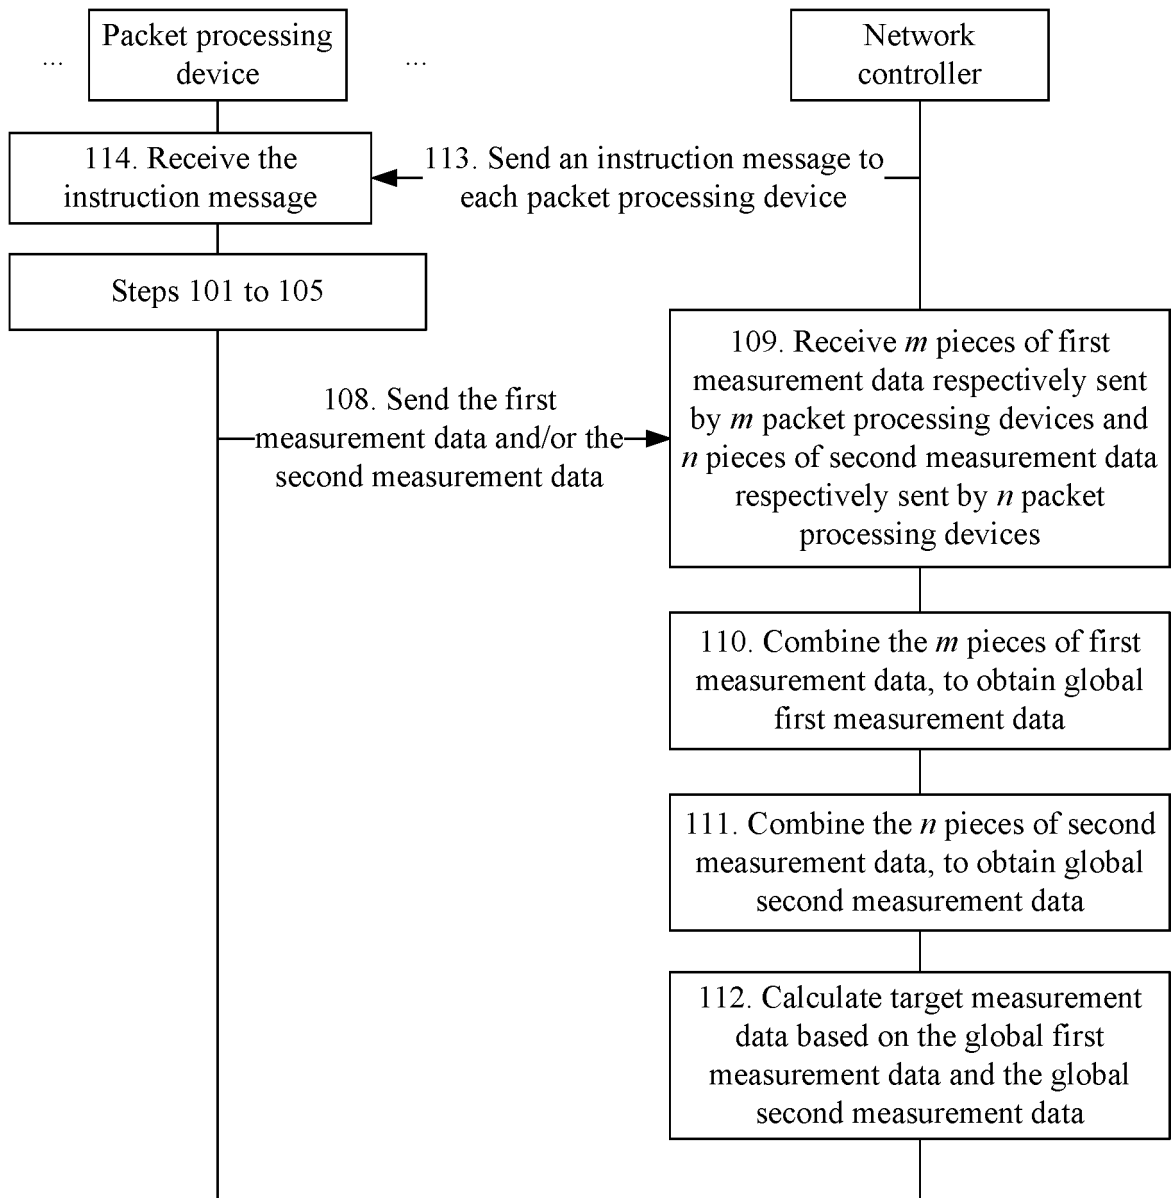 ...
Packet processing
device
...
Network
controller
114. Receive the
instruction message
113. Send an instruction message to
each packet processing device
Steps 101 to 105
108. Send the first
measurement data and/or the
second measurement data
109. Receive m pieces of first
measurement data respectively sent
by m packet processing devices and
n pieces of second measurement data
respectively sent by n packet
processing devices
110. Combine the m pieces of first
measurement data, to obtain global
first measurement data
111. Combine the n pieces of second
measurement data, to obtain global
second measurement data
112. Calculate target measurement
data based on the global first
measurement data and the global
second measurement data